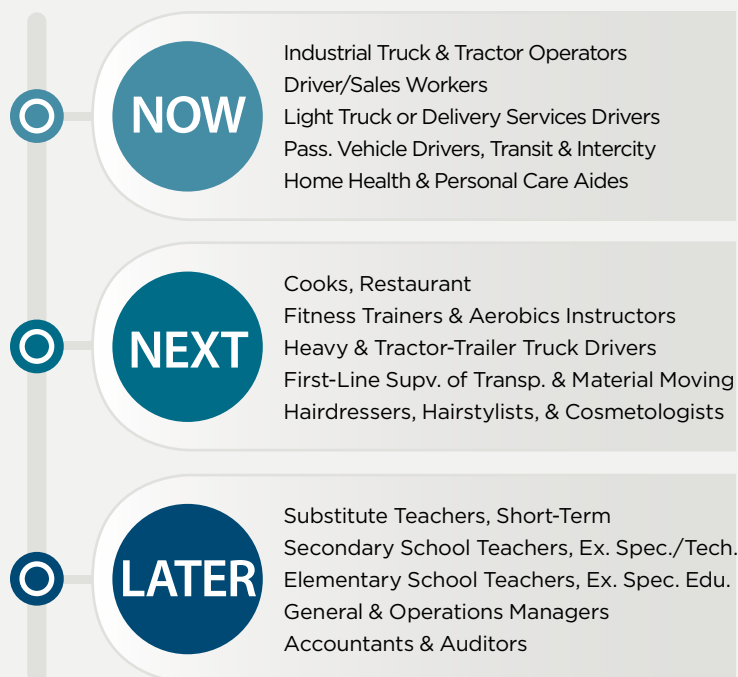 NOW
Industrial Truck & Tractor Operators
Driver/Sales Workers
Light Truck or Delivery Services Drivers
Pass. Vehicle Drivers, Transit & Intercity
Home Health & Personal Care Aides
NEXT
Cooks, Restaurant
Fitness Trainers & Aerobics Instructors
Heavy & Tractor-Trailer Truck Drivers
First-Line Supv. of Transp. & Material Moving
Hairdressers, Hairstylists, & Cosmetologists
LATER
Substitute Teachers, Short-Term
Secondary School Teachers, Ex. Spec./Tech.
Elementary School Teachers, Ex. Spec. Edu.
General & Operations Managers
Accountants & Auditors